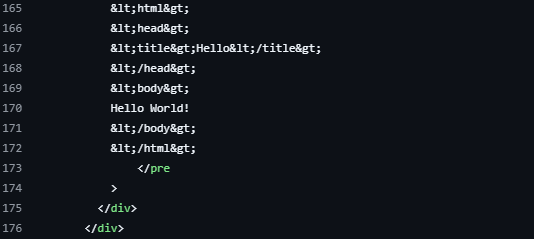 165 &lt;html&gt;
166 &lt;head&gt;
167 &lt;title&gt;Hello&lt;/title&gt;
168 &lt;/head&gt;
169 &lt;body&gt;
170 Hello World!
171 &lt;/body&gt;
172 &lt;/html&gt;
173 </pre
174 >
175 </div>
176 </div>